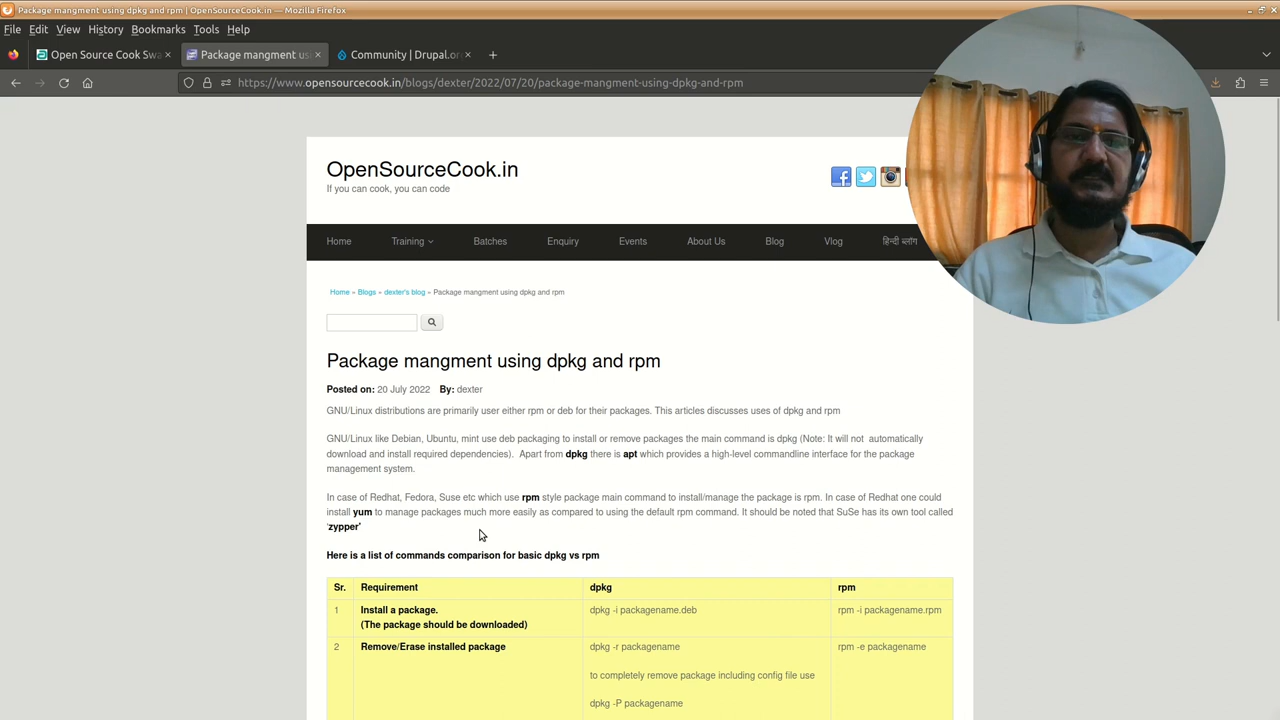 Package mangment using dpkg and rpm | OpenSourceCook.in — Mozilla Firefox
File Edit View History Bookmarks Tools Help
Open Source Cook Swa
Package mangment us
Community | Drupal.or
https://www.opensourcecook.in/blogs/dexter/2022/07/20/package-mangment-using-dpkg-and-rpm
OpenSourceCook.in
If you can cook, you can code
Home Training Batches Enquiry Events About Us Blog Vlog हिन्दी ब्लॉग
Home » Blogs » dexter's blog » Package mangment using dpkg and rpm
Package mangment using dpkg and rpm
Posted on: 20 July 2022 By: dexter
GNU/Linux distributions are primarily user either rpm or deb for their packages. This articles discusses uses of dpkg and rpm
GNU/Linux like Debian, Ubuntu, mint use deb packaging to install or remove packages the main command is dpkg (Note: It will not automatically
download and install required dependencies). Apart from dpkg there is apt which provides a high-level commandline interface for the package
management system.
In case of Redhat, Fedora, Suse etc which use rpm style package main command to install/manage the package is rpm. In case of Redhat one could
install yum to manage packages much more easily as compared to using the default rpm command. It should be noted that SuSe has its own tool called
'zypper'
Here is a list of commands comparison for basic dpkg vs rpm
Sr. Requirement dpkg rpm
1 Install a package. dpkg -i packagename.deb rpm -i packagename.rpm
(The package should be downloaded)
2 Remove/Erase installed package dpkg -r packagename rpm -e packagename
to completely remove package including config file use
dpkg -P packagename